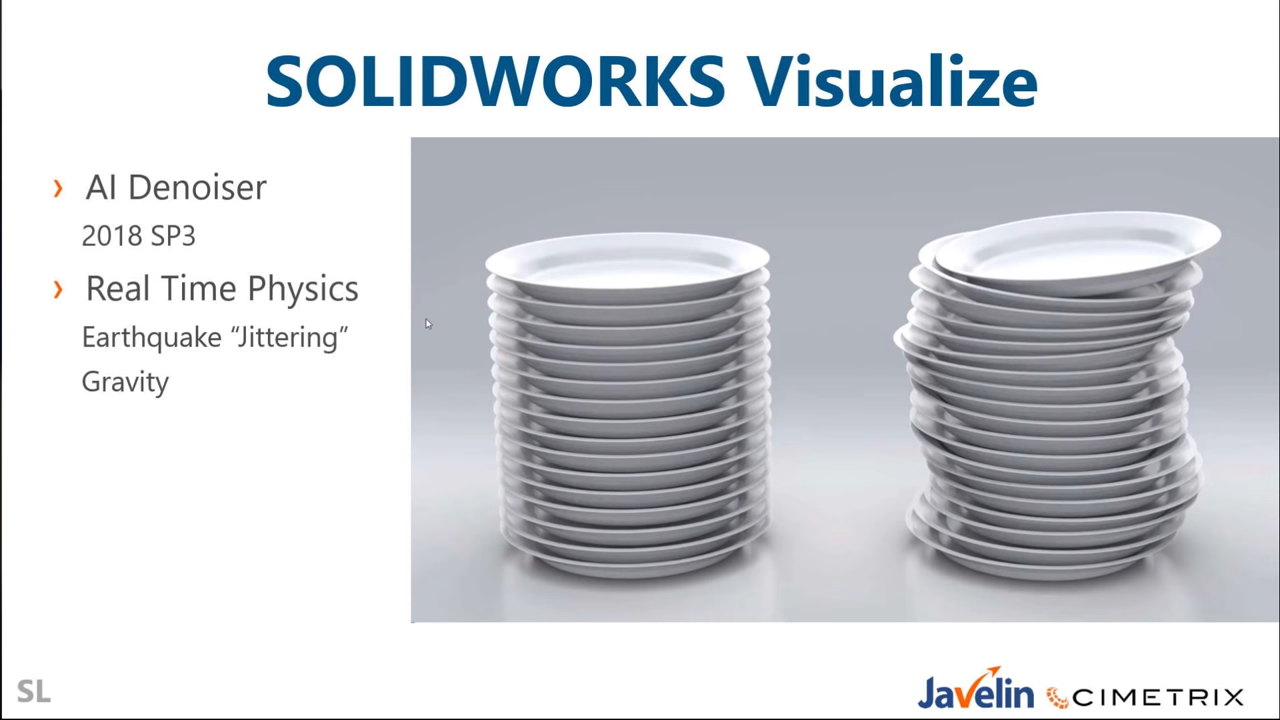 SOLIDWORKS Visualize
› AI Denoiser
2018 SP3
› Real Time Physics
Earthquake “Jittering”
Gravity
SL
Javelin CIMETRIX